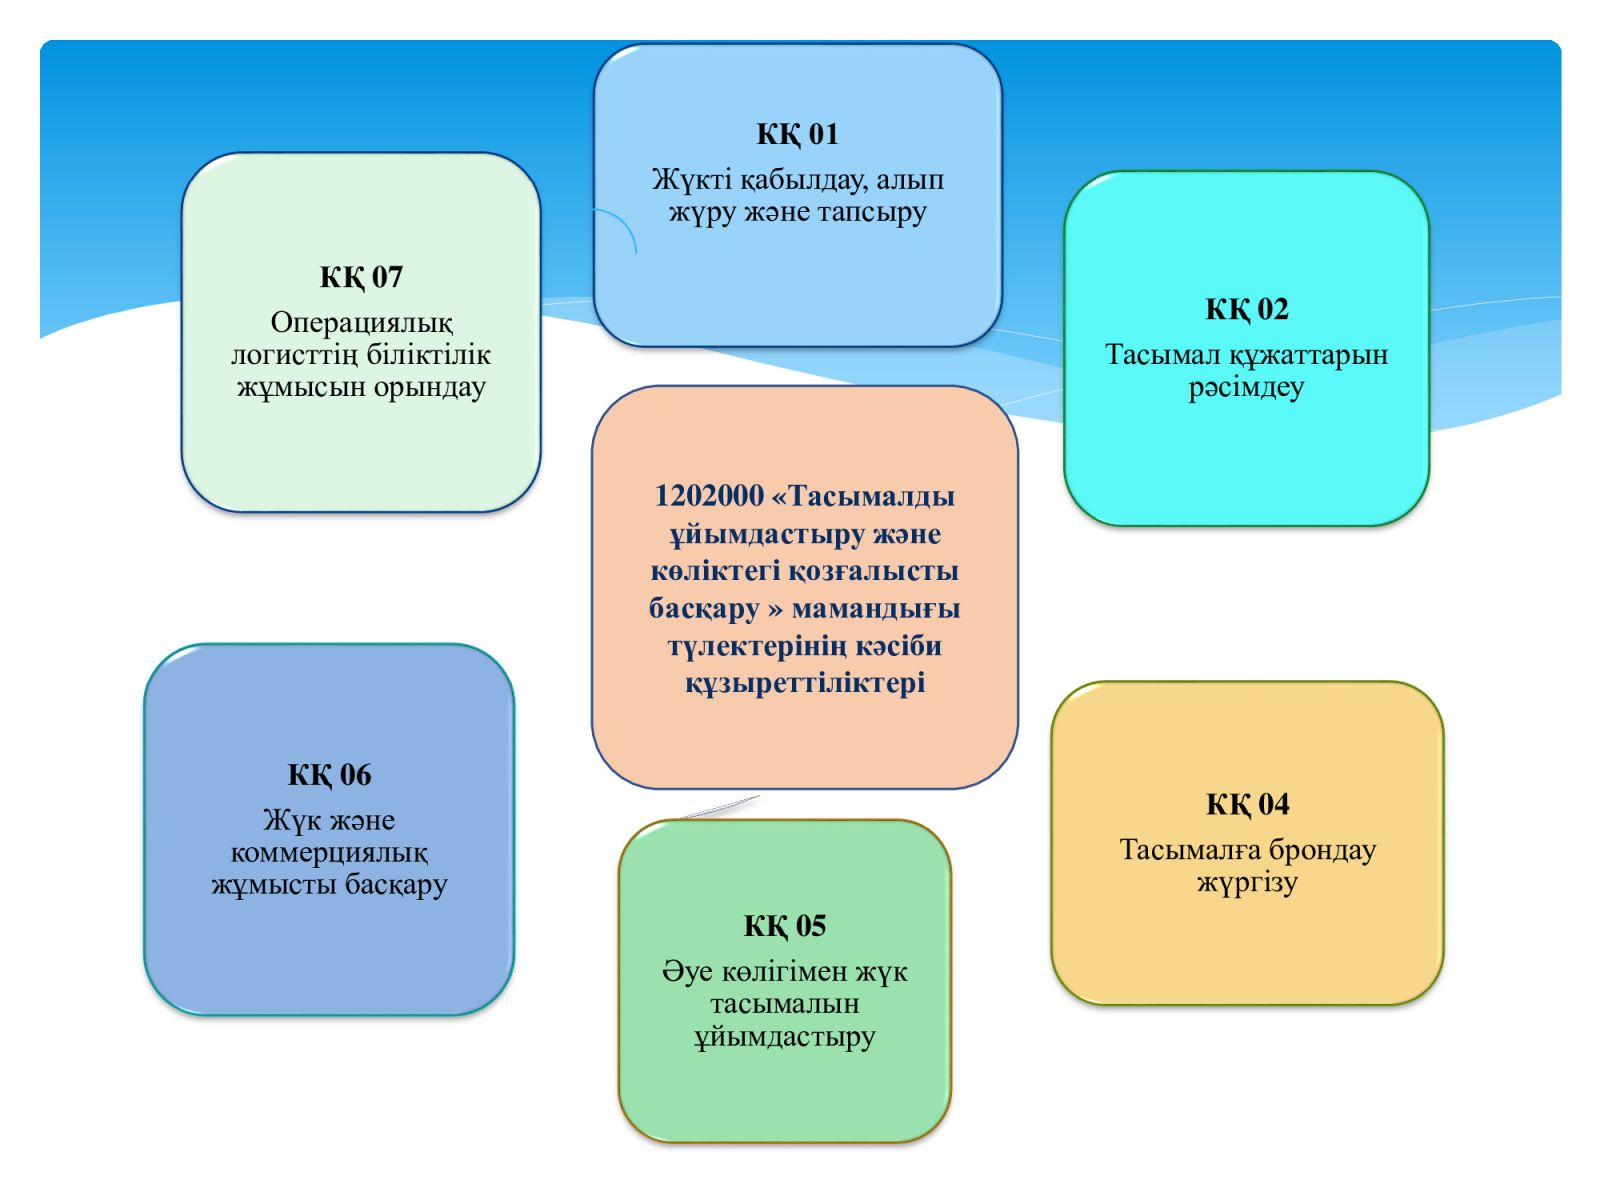 КҚ 01
Жүкті қабылдау, алып
жүру және тапсыру
КҚ 07
Операциялық
логисттің біліктілік
жұмысын орындау
КҚ 02
Тасымал құжаттарын
рәсімдеу
1202000 «Тасымалды
ұйымдастыру және
көліктегі қозғалысты
басқару » мамандығы
түлектерінің кәсіби
құзыреттіліктері
КҚ 06
Жүк және
коммерциялық
жұмысты басқару
КҚ 04
Тасымалға брондау
жүргізу
КҚ 05
Әуе көлігімен жүк
тасымалын
ұйымдастыру